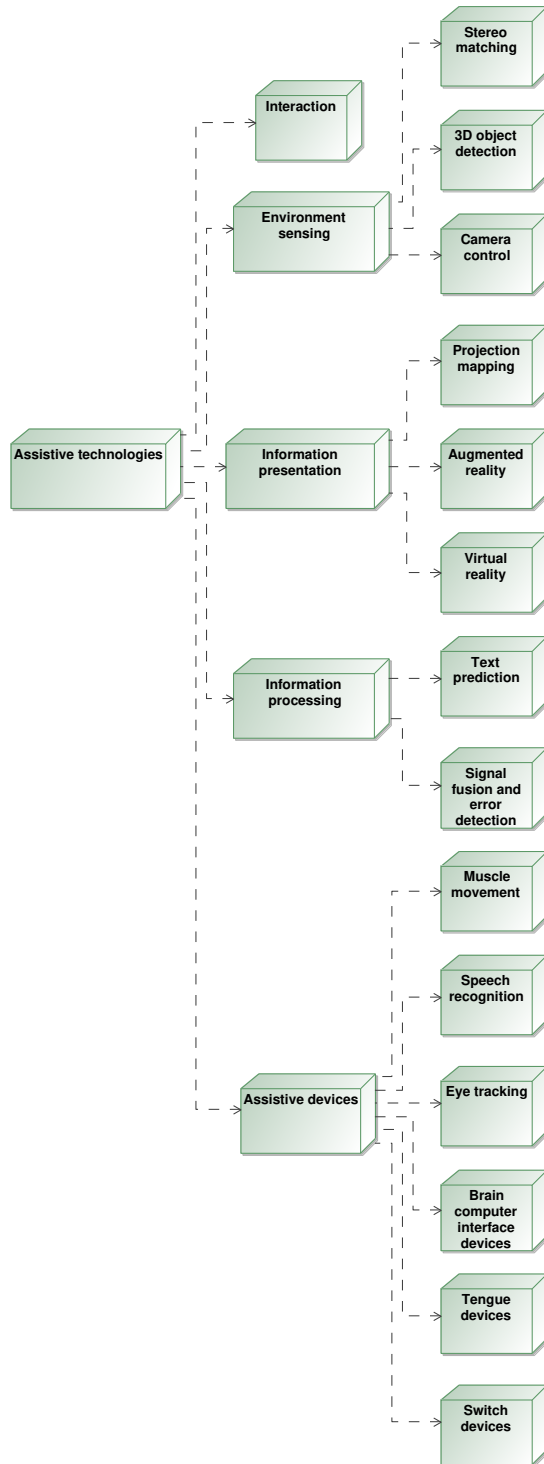 Stereo
matching
Interaction
3D object
detection
Environment
sensing
Camera
control
Projection
mapping
Assistive technologies
Information
presentation
Augmented
reality
Virtual
reality
Text
prediction
Information
processing
Signal
fusion and
error
detection
Muscle
movement
Speech
recognition
Assistive devices
Eye tracking
Brain
computer
interface
devices
Tengue
devices
Switch
devices